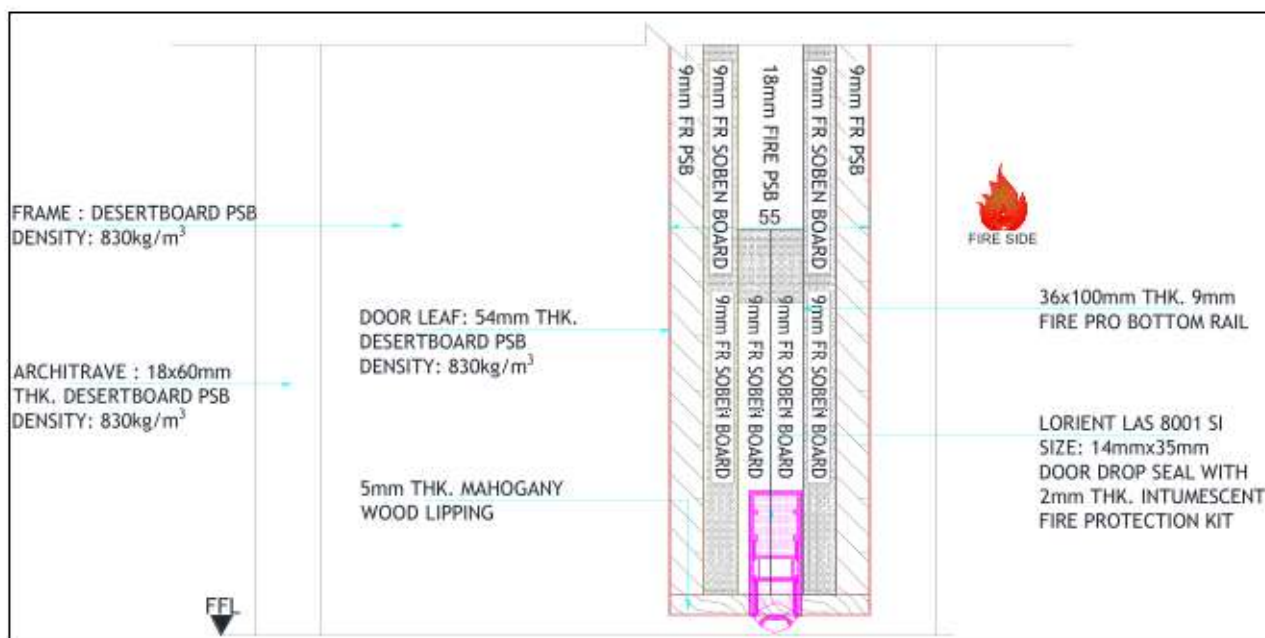 FRAME : DESERTBOARD PSB
DENSITY: 830kg/m³
ARCHITRAVE : 18x60mm
THK. DESERTBOARD PSB
DENSITY: 830kg/m³
DOOR LEAF: 54mm THK.
DESERTBOARD PSB
DENSITY: 830kg/m³
5mm THK. MAHOGANY
WOOD LIPPING
FFL
9mm FR PSB
9mm FR SOBEN BOARD
18mm FIRE PSB
55
9mm FR SOBEN BOARD
9mm FR PSB
9mm FR SOBEN BOARD
9mm FR SOBEN BOARD
9mm FR SOBEN BOARD
9mm FR SOBEN BOARD
FIRE SIDE
36x100mm THK. 9mm
FIRE PRO BOTTOM RAIL
LORIENT LAS 8001 SI
SIZE: 14mmx35mm
DOOR DROP SEAL WITH
2mm THK. INTUMESCENT
FIRE PROTECTION KIT